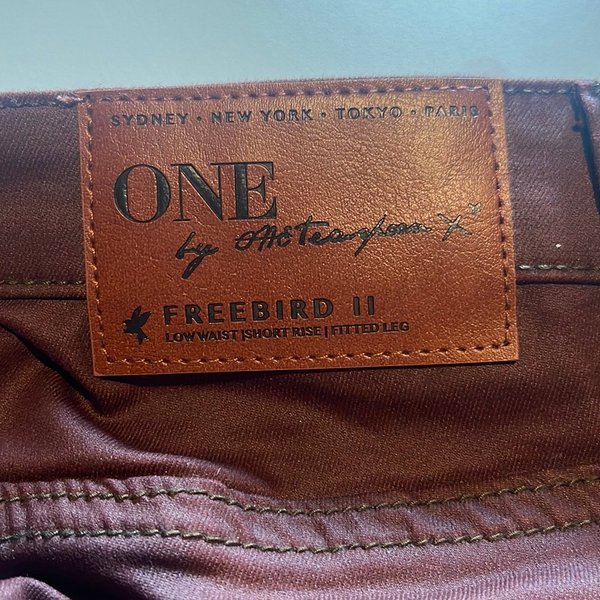 SYDNEY · NEW YORK · TOKYO · PARIS
ONE
by OneTeaspoon X
FREEBIRD II
LOW WAIST |SHORT RISE | FITTED LEG